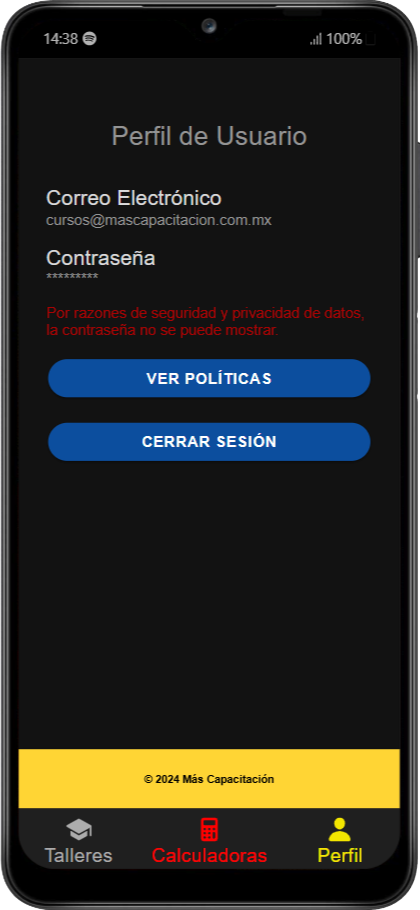 14:38
100%
Perfil de Usuario
Correo Electrónico
cursos@mascapacitacion.com.mx
Contraseña
*********
Por razones de seguridad y privacidad de datos,
la contraseña no se puede mostrar.
VER POLÍTICAS
CERRAR SESIÓN
© 2024 Más Capacitación
Talleres
Calculadoras
Perfil